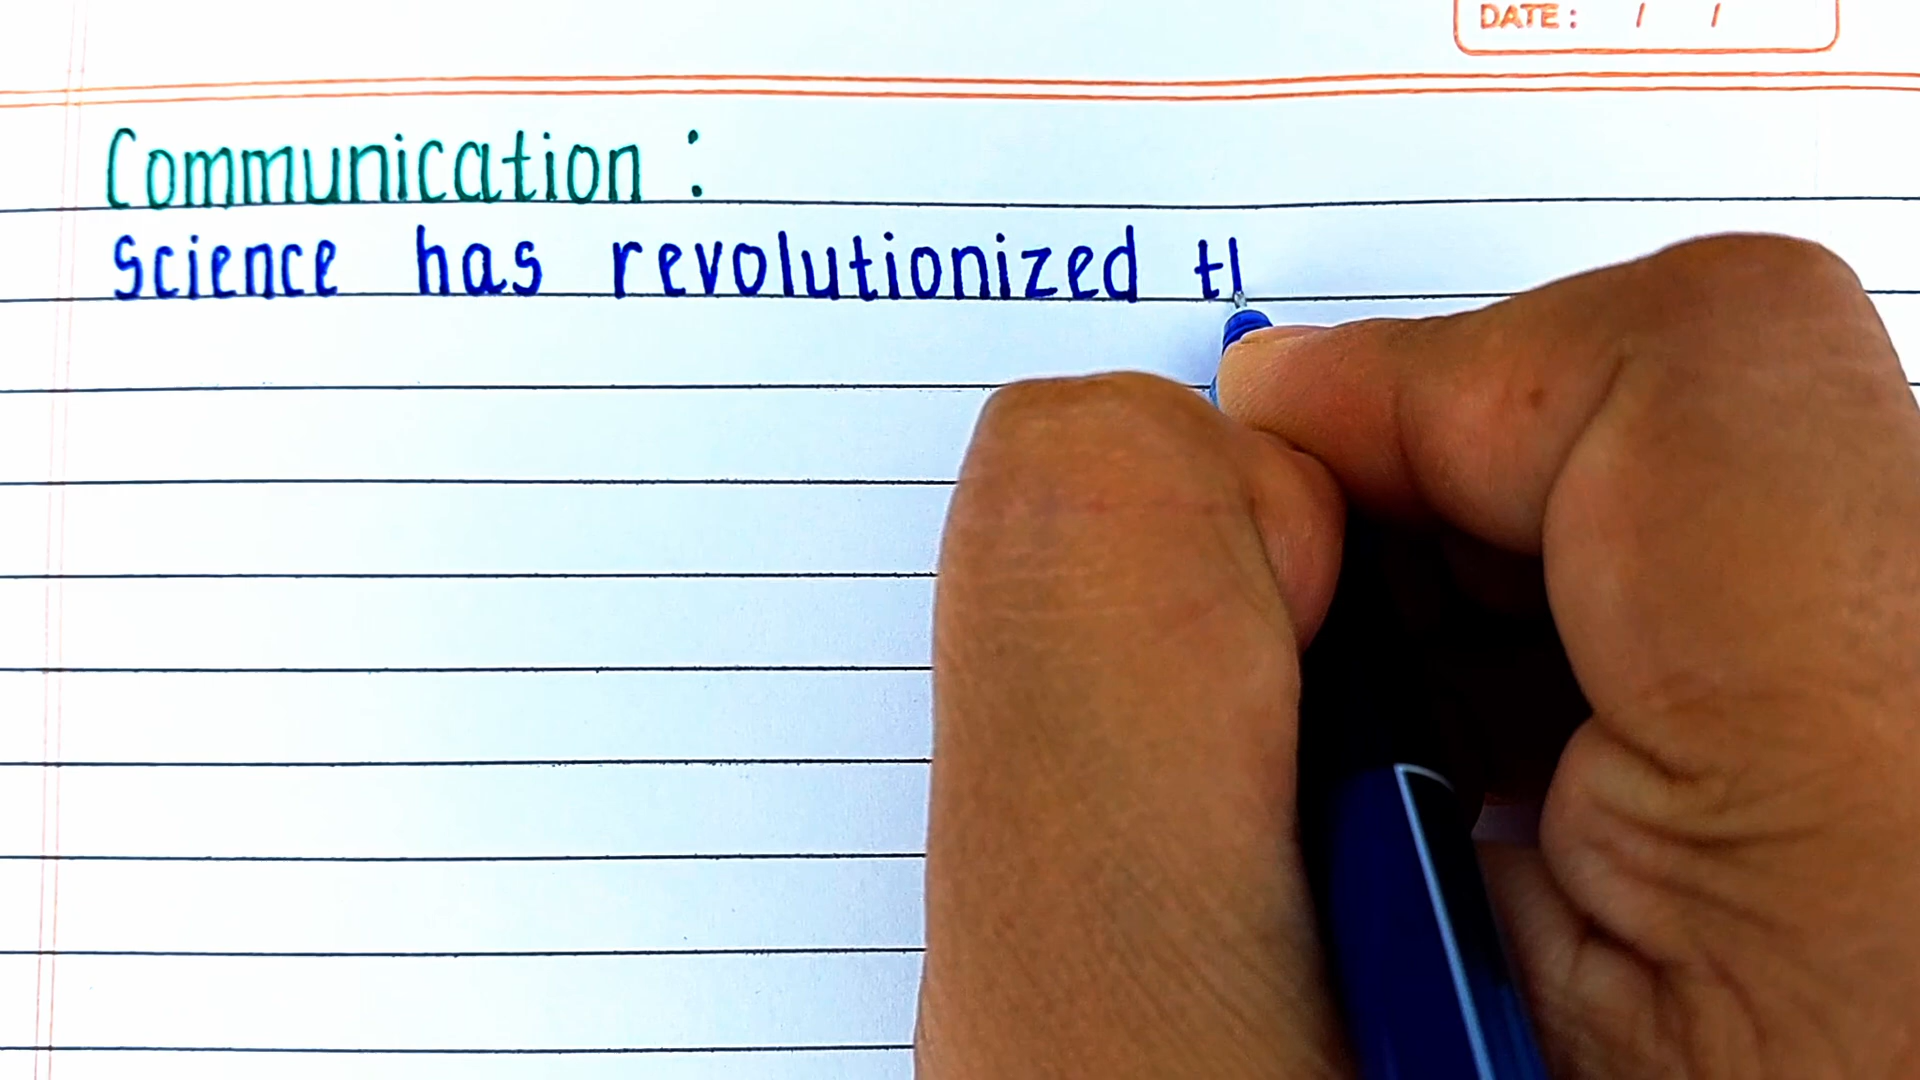 DATE: / /
Communication :
Science has revolutionized